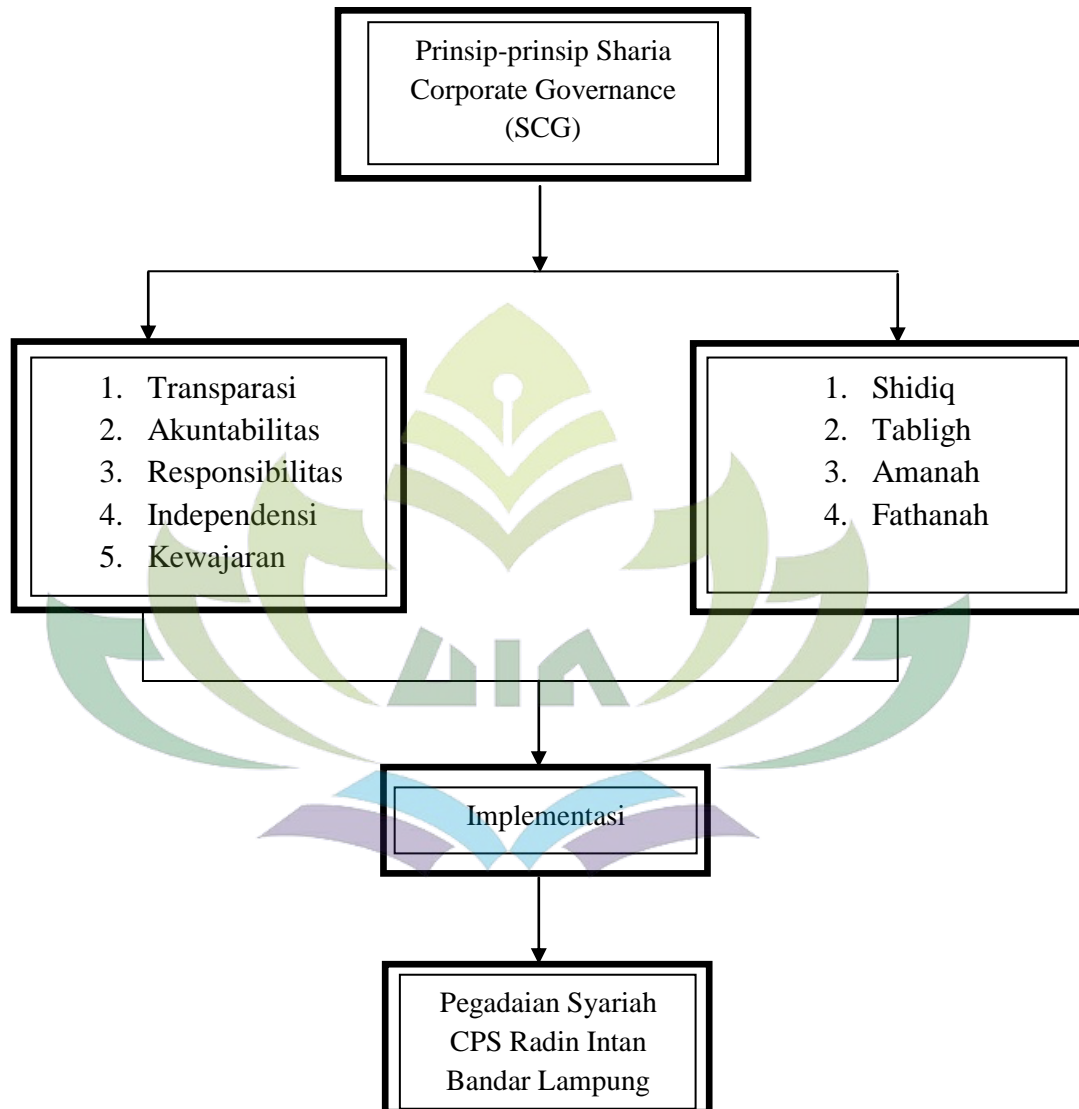 Prinsip-prinsip Sharia
Corporate Governance
(SCG)
1. Transparasi
2. Akuntabilitas
3. Responsibilitas
4. Independensi
5. Kewajaran
1. Shidiq
2. Tabligh
3. Amanah
4. Fathanah
UIN
Implementasi
Pegadaian Syariah
CPS Radin Intan
Bandar Lampung